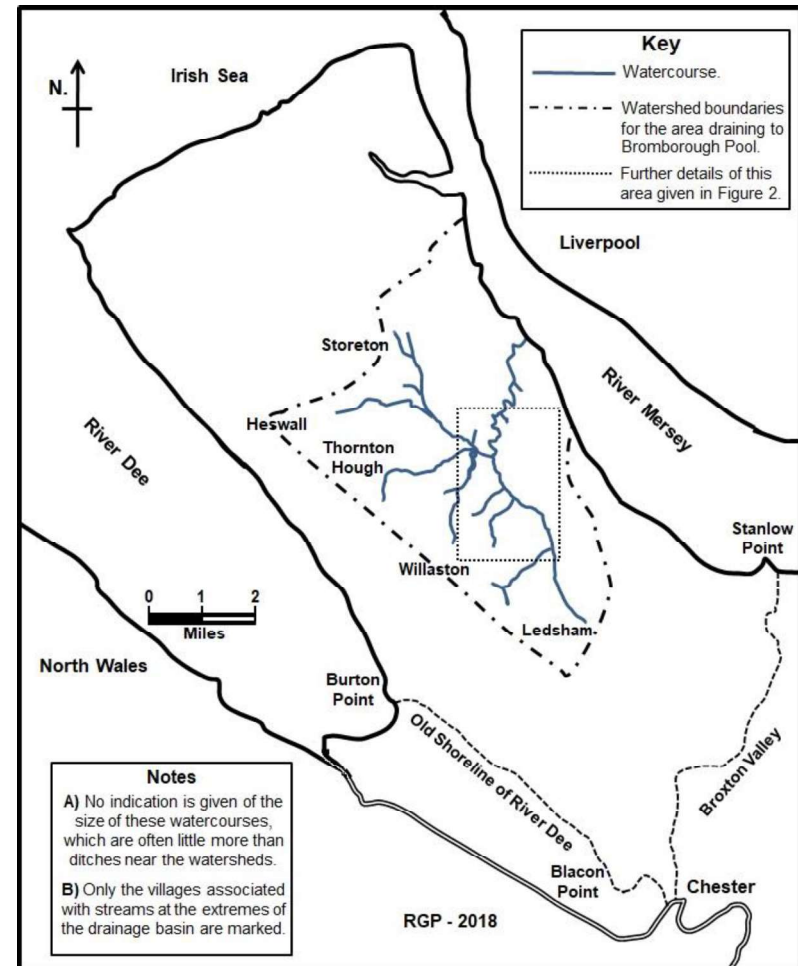 Irish Sea
N.
Key
Watercourse.
Watershed boundaries
for the area draining to
Bromborough Pool.
Further details of this
area given in Figure 2.
Liverpool
Storeton
River Mersey
Heswall
Thornton
Hough
River Dee
Stanlow
Point
Willaston
0 1 2
Miles
Ledsham-
North Wales
Burton
Point
Old Shoreline of River Dee
Broxton Valley
Notes
A) No indication is given of the
size of these watercourses,
which are often little more than
ditches near the watersheds.
B) Only the villages associated
with streams at the extremes of
the drainage basin are marked.
Blacon
Point
Chester
RGP - 2018